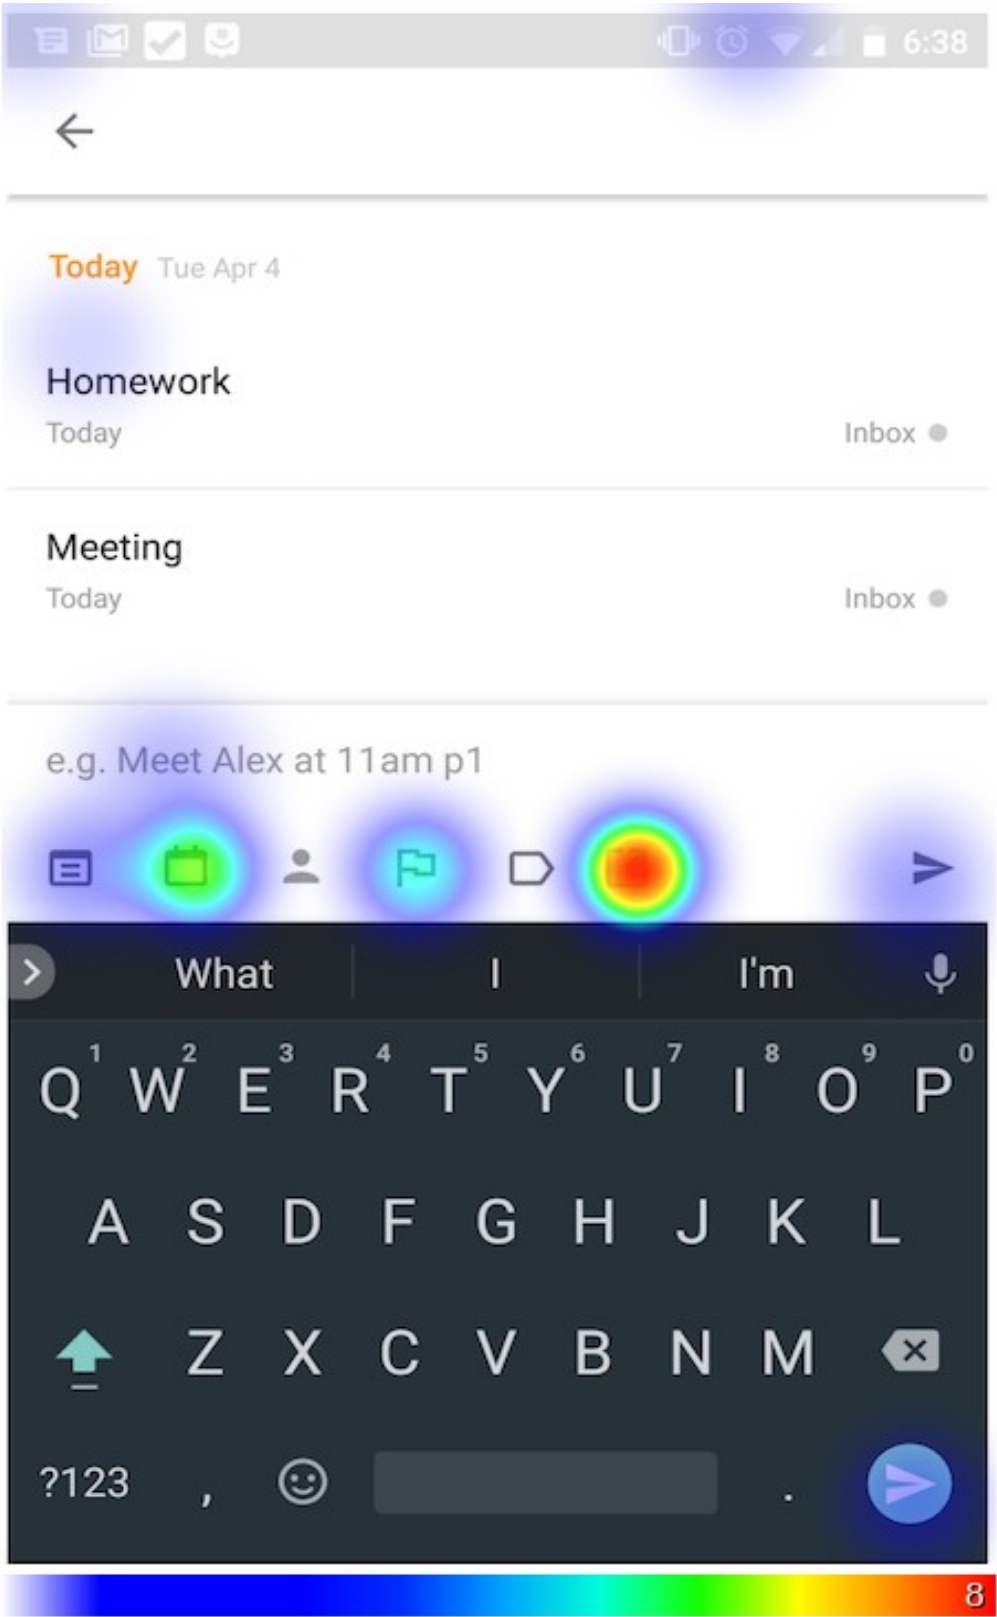 6:38
Today Tue Apr 4
Homework
Today Inbox
Meeting
Today Inbox
e.g. Meet Alex at 11am p1
What I I'm
1 2 3 4 5 6 7 8 9 0
Q W E R T Y U I O P
A S D F G H J K L
Z X C V B N M
?123 , .
8